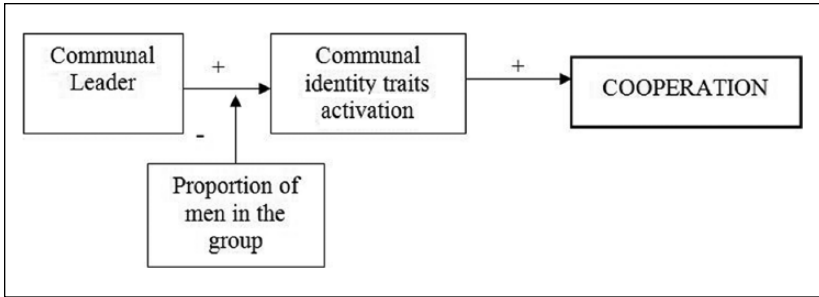 Communal
Leader
+
Communal
identity traits
activation
+
COOPERATION
-
Proportion of
men in the
group